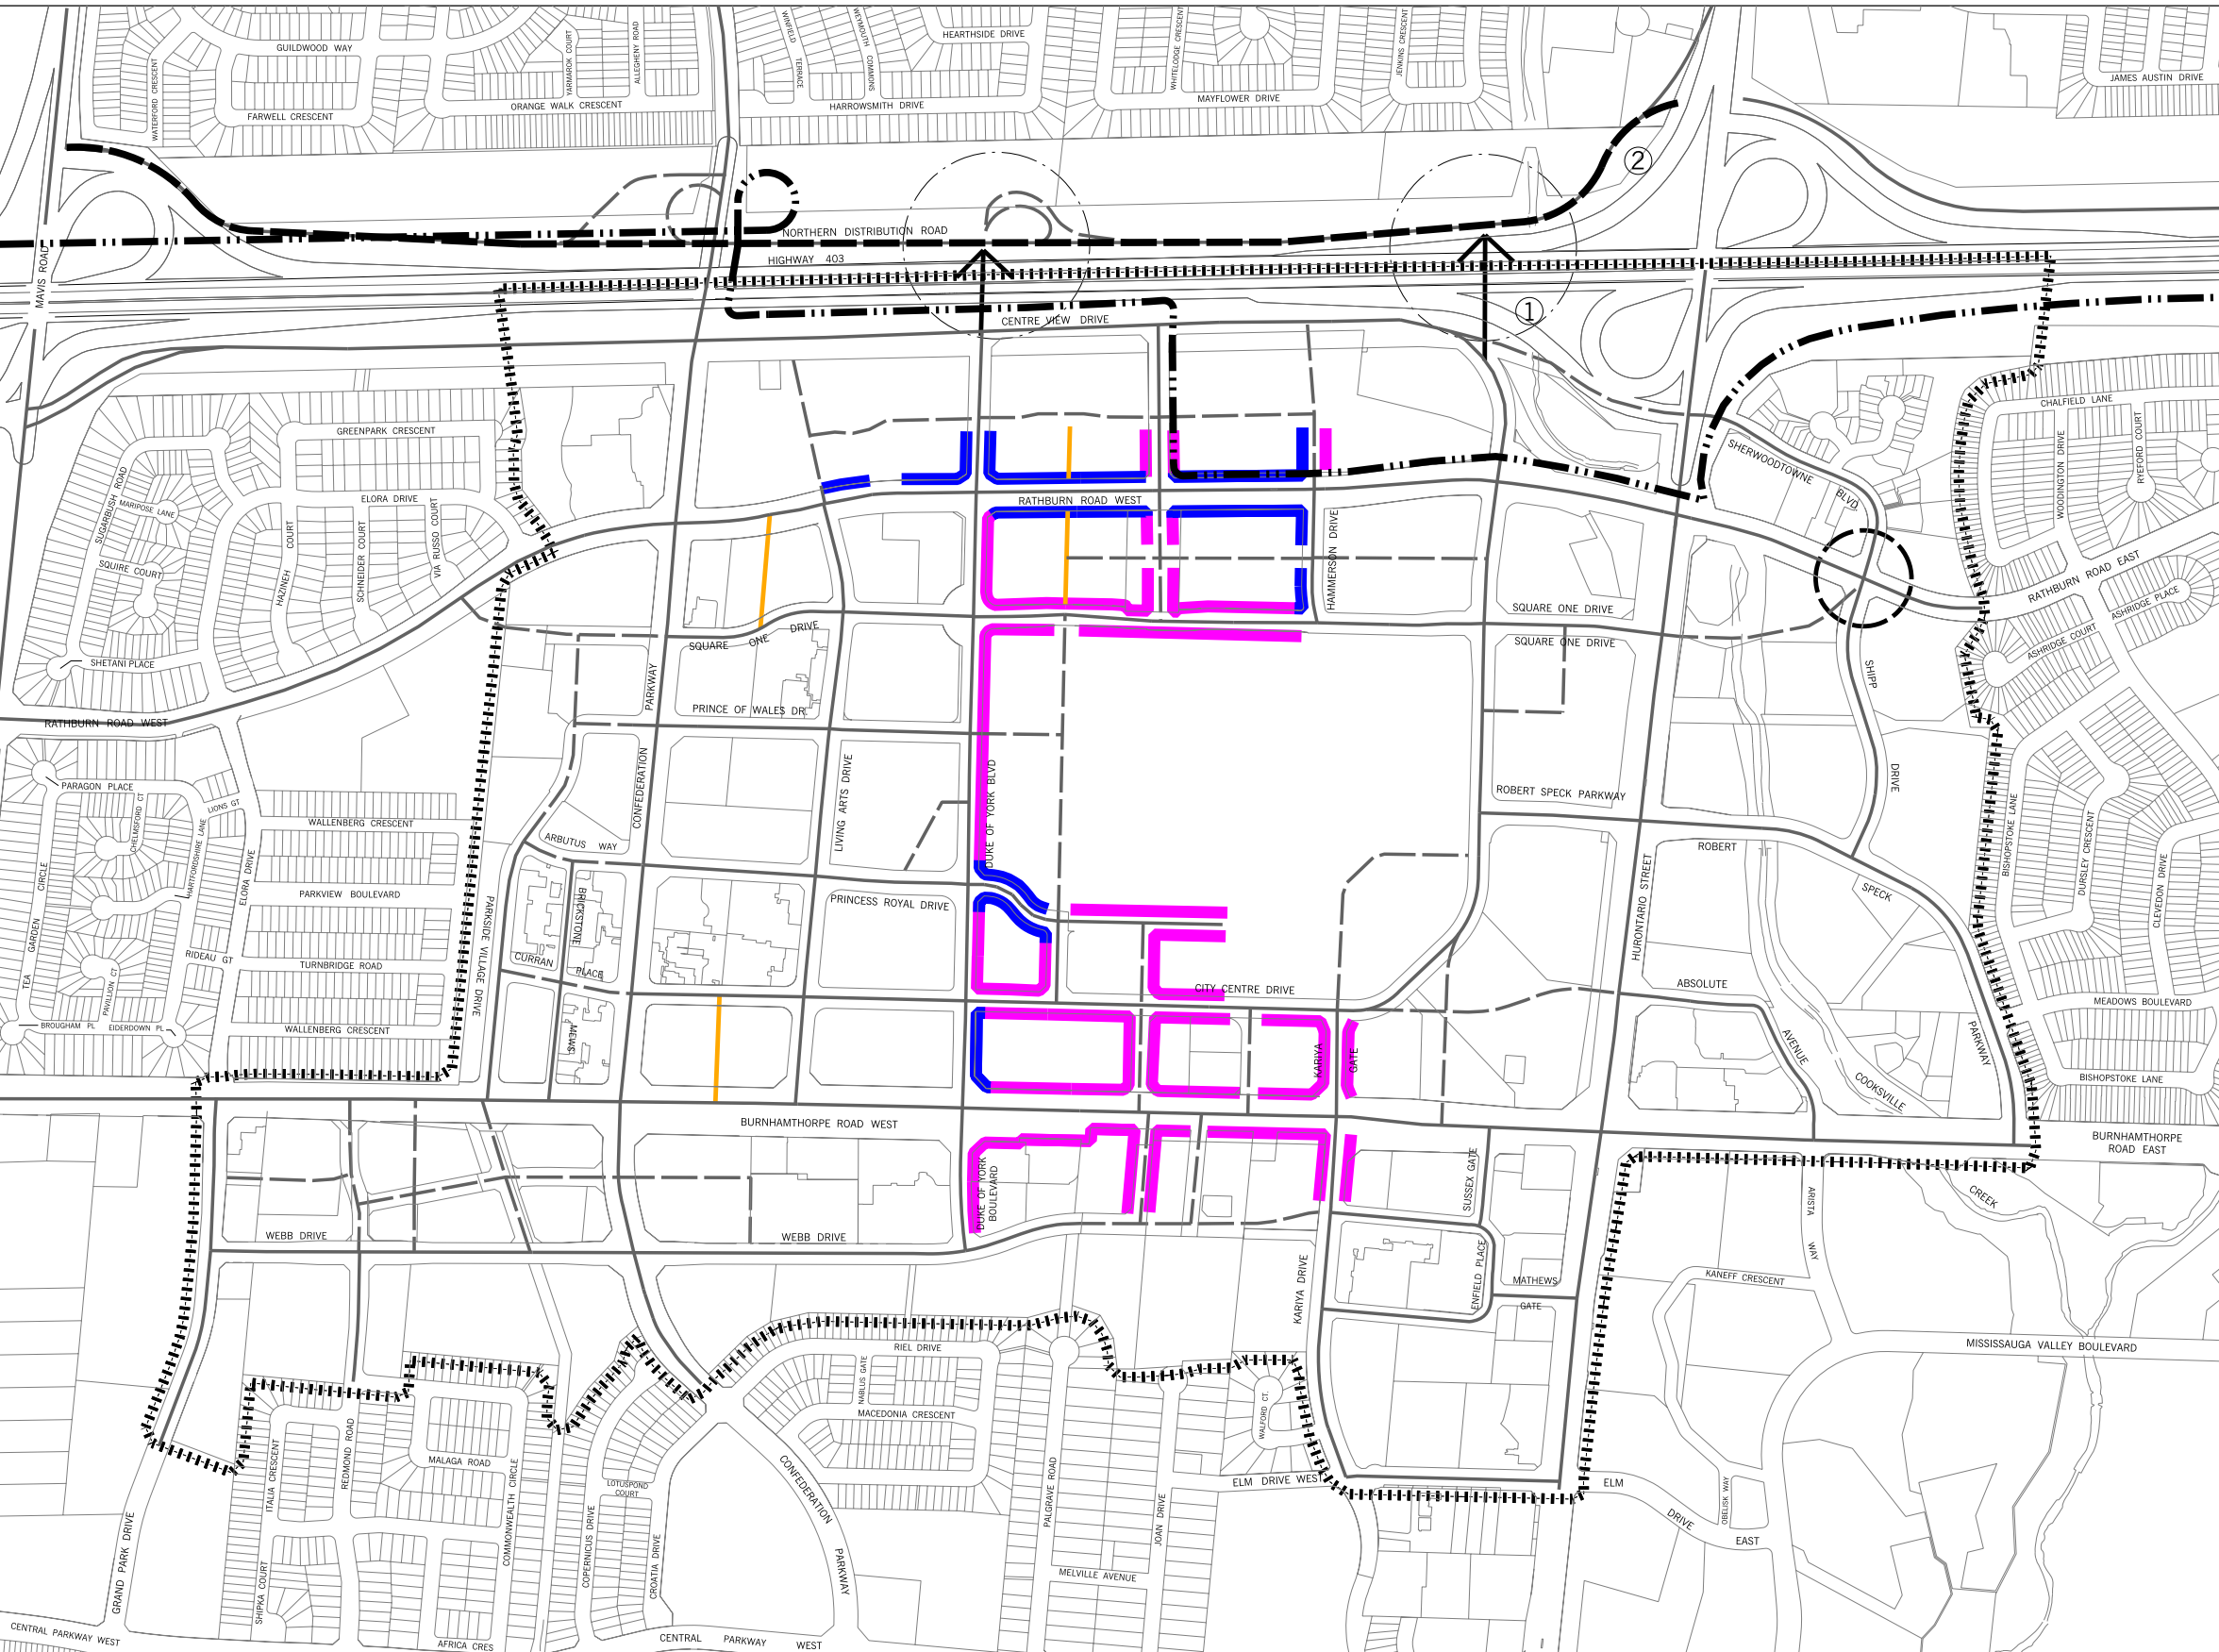 GUILDWOOD WAY
WATERFORD CRESCENT
FARWELL CRESCENT
ORANGE WALK CRESCENT
YARMAROK COURT
ALLEGHENY ROAD
WINFIELD
TERRACE
WEYMOUTH
COMMONS
HEARTHSIDE DRIVE
HARROWSMITH DRIVE
WHITELODGE CRESCENT
MAYFLOWER DRIVE
JENKINS CRESCENT
JAMES AUSTIN DRIVE
2
NORTHERN DISTRIBUTION ROAD
HIGHWAY 403
MAVIS ROAD
1
CENTRE VIEW DRIVE
GREENPARK CRESCENT
ELORA DRIVE
SUGARBUSH ROAD
MARIPOSE LANE
SQUIRE COURT
HAZINEH
COURT
SCHNEIDER COURT
VIA RUSSO COURT
SHETANI PLACE
RATHBURN ROAD WEST
RATHBURN ROAD WEST
HAMMERSON DRIVE
SQUARE ONE DRIVE
SQUARE ONE DRIVE
SQUARE ONE DRIVE
SHERWOODTOWNE
BLVD.
CHALFIELD LANE
WOODINGTON DRIVE
RYEFORD COURT
RATHBURN ROAD EAST
ASHRIDGE PLACE
ASHRIDGE COURT
SHIPP
DRIVE
PRINCE OF WALES DR.
PARKWAY
CONFEDERATION
LIVING ARTS DRIVE
DUKE OF YORK BLVD
ROBERT SPECK PARKWAY
ROBERT
SPECK
PARKWAY
PARAGON PLACE
LIONS GT
CHELMSFORD CT
HARTFORDSHIRE LANE
TEA
GARDEN
CIRCLE
ELORA DRIVE
WALLENBERG CRESCENT
PARKVIEW BOULEVARD
TURNBRIDGE ROAD
WALLENBERG CRESCENT
RIDEAU GT
PAVILLION CT
BROUGHAM PL
EIDERDOWN PL
PARKSIDE VILLAGE DRIVE
ARBUTUS WAY
BRICKSTONE
MEWS
CURRAN
PLACE
PRINCESS ROYAL DRIVE
CITY CENTRE DRIVE
HURONTARIO STREET
ABSOLUTE
AVENUE
COOKSVILLE
CREEK
BISHOPSTOKE LANE
DURSLEY CRESCENT
CLEVEDON DRIVE
MEADOWS BOULEVARD
BISHOPSTOKE LANE
KARIYA
GATE
BURNHAMTHORPE ROAD WEST
BURNHAMTHORPE
ROAD EAST
DUKE OF YORK
BOULEVARD
WEBB DRIVE
WEBB DRIVE
SUSSEX GATE
ENFIELD PLACE
MATHEWS
GATE
KARIYA DRIVE
ARISTA
WAY
KANEFF CRESCENT
MISSISSAUGA VALLEY BOULEVARD
RIEL DRIVE
NABLUS GATE
MACEDONIA CRESCENT
WALFORD CT.
ELM DRIVE WEST
ELM
DRIVE
EAST
OBELISK WAY
ITALIA CRESCENT
REDMOND ROAD
MALAGA ROAD
COMMONWEALTH CIRCLE
LOTUSPOND
COURT
COPERNICUS DRIVE
CROATIA DRIVE
CONFEDERATION
PARKWAY
PALGRAVE ROAD
JOAN DRIVE
MELVILLE AVENUE
GRAND PARK DRIVE
SHIPKA COURT
AFRICA CRES
CENTRAL PARKWAY WEST
CENTRAL PARKWAY WEST